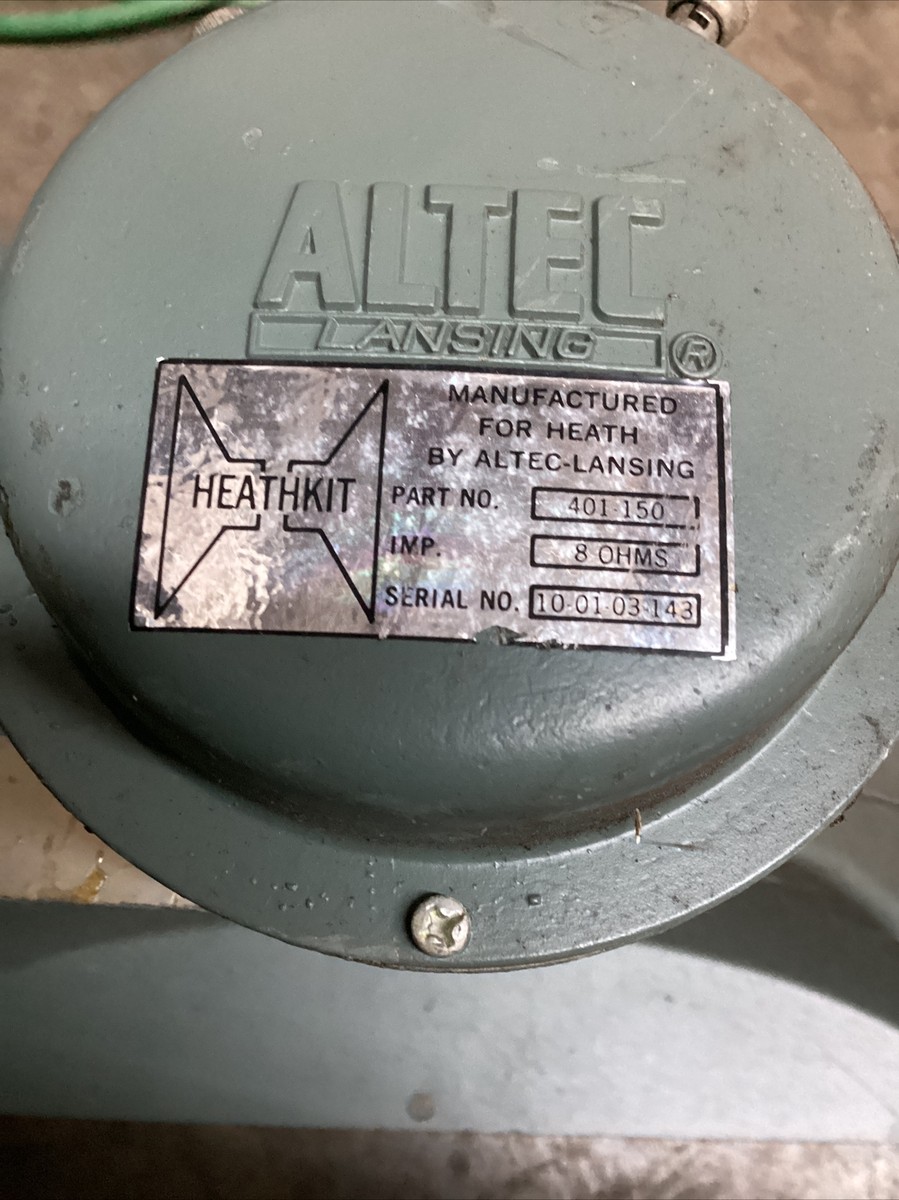 ALTEC
LANSING ®
HEATHKIT
MANUFACTURED
FOR HEATH
BY ALTEC-LANSING
PART NO. 401-150
IMP. 8 OHMS
SERIAL NO. 10-01-03-143